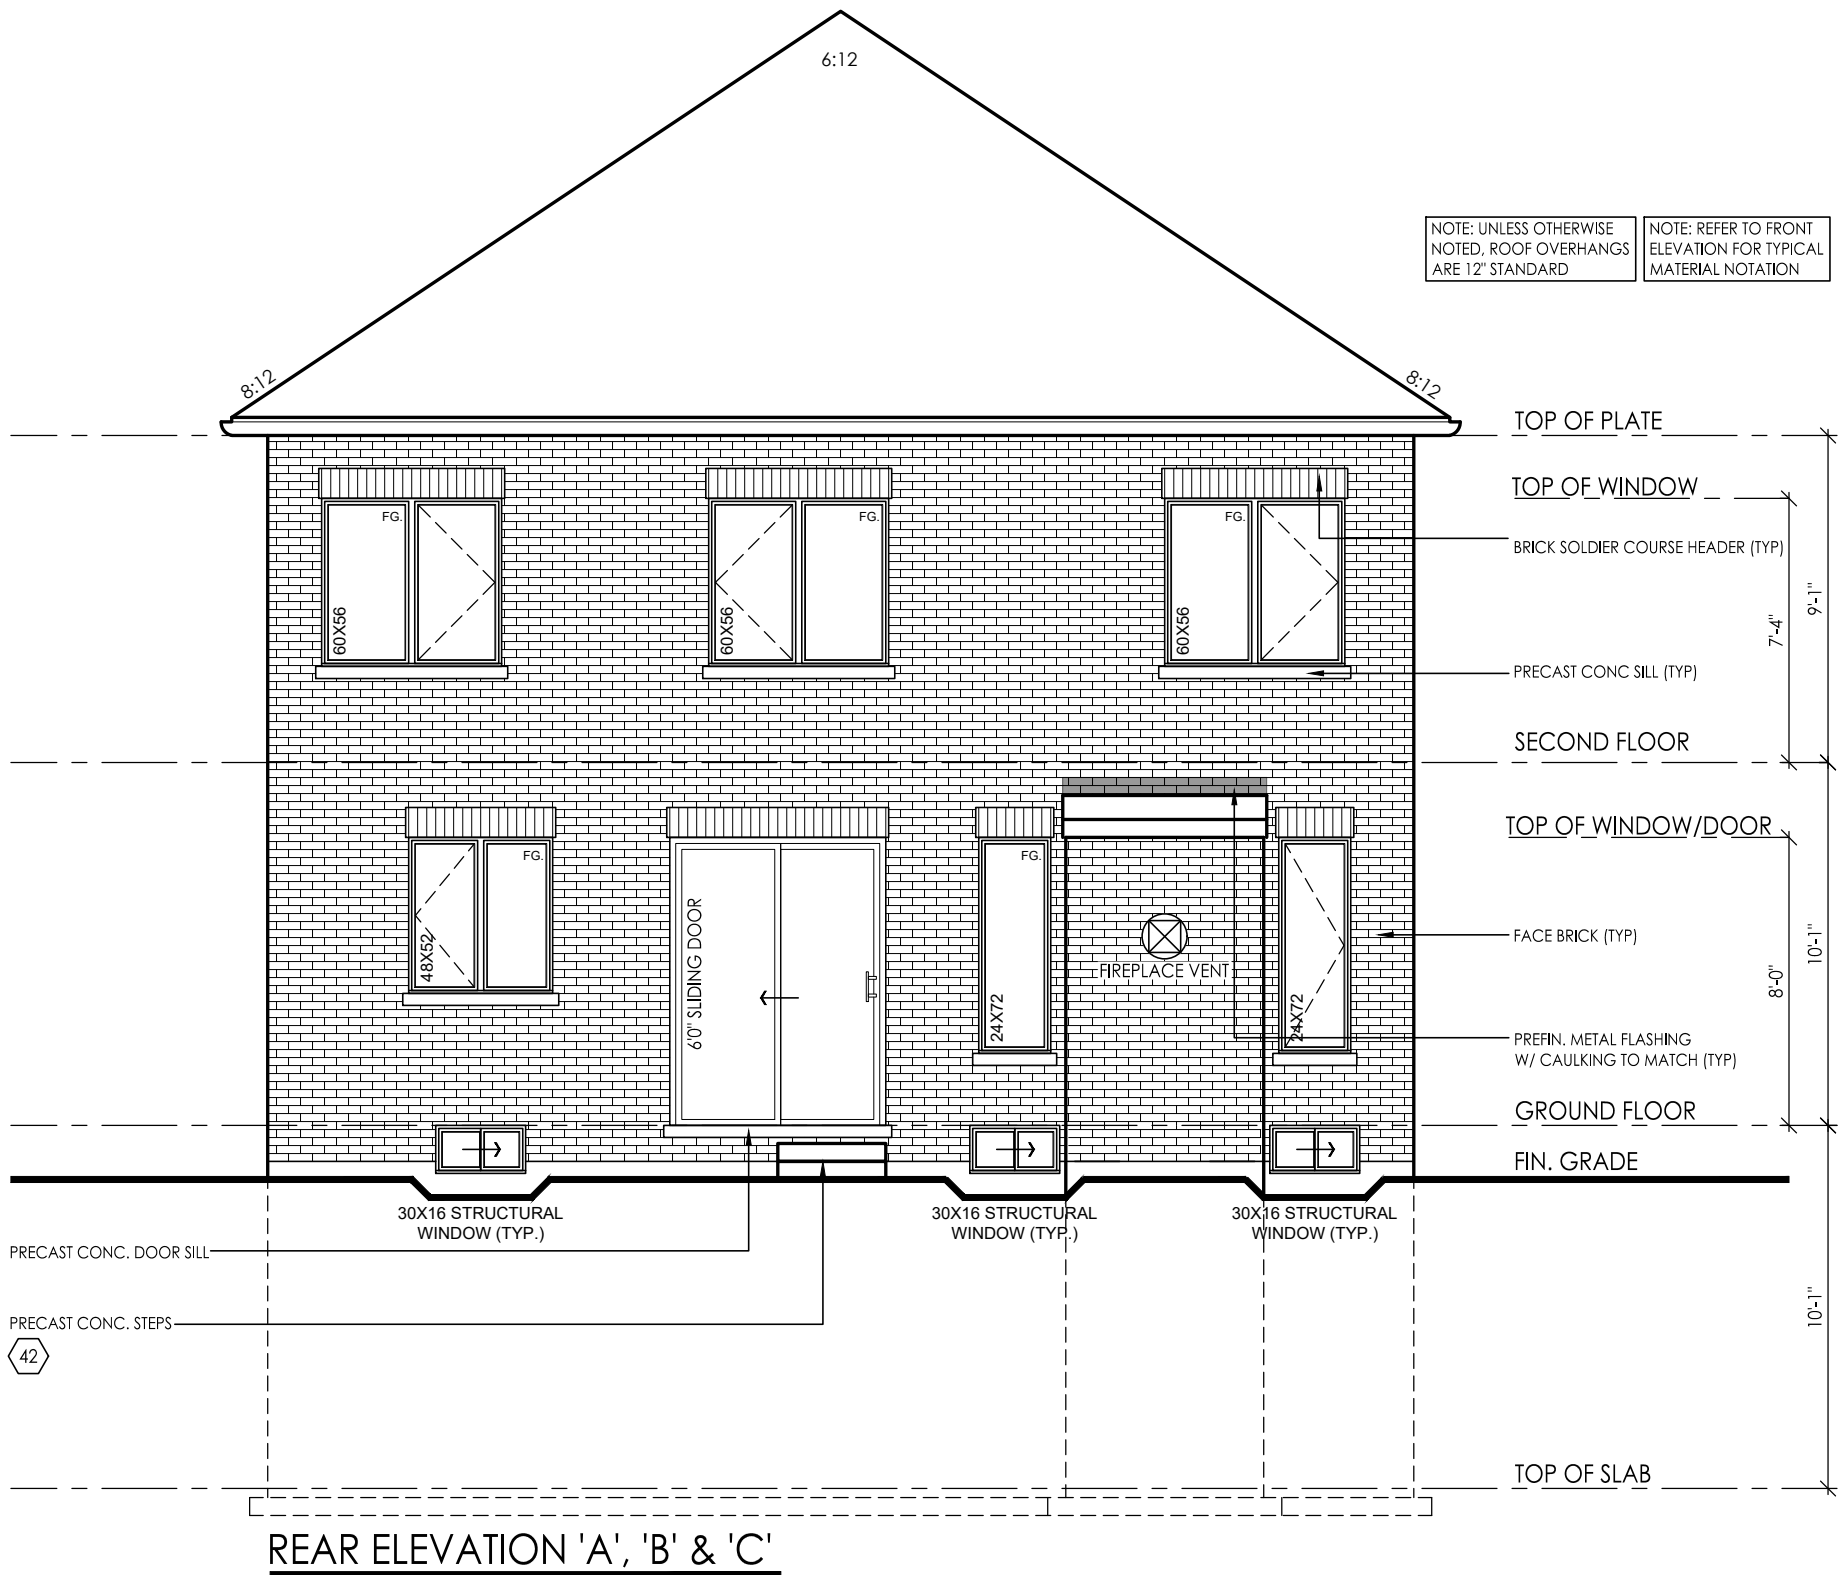 6:12
NOTE: UNLESS OTHERWISE
NOTED, ROOF OVERHANGS
ARE 12" STANDARD
NOTE: REFER TO FRONT
ELEVATION FOR TYPICAL
MATERIAL NOTATION
8:12
8:12
TOP OF PLATE
TOP OF WINDOW
FG.
FG.
FG.
BRICK SOLDIER COURSE HEADER (TYP)
60X56
60X56
60X56
9'-1"
7'-4"
PRECAST CONC SILL (TYP)
SECOND FLOOR
TOP OF WINDOW/DOOR
FG.
FG.
48X52
6'0" SLIDING DOOR
24X72
FIREPLACE VENT
24X72
FACE BRICK (TYP)
10'-1"
8'-0"
PREFIN. METAL FLASHING
W/ CAULKING TO MATCH (TYP)
GROUND FLOOR
FIN. GRADE
30X16 STRUCTURAL
WINDOW (TYP.)
30X16 STRUCTURAL
WINDOW (TYP.)
30X16 STRUCTURAL
WINDOW (TYP.)
PRECAST CONC. DOOR SILL
PRECAST CONC. STEPS
42
10'-1"
TOP OF SLAB
REAR ELEVATION 'A', 'B' & 'C'